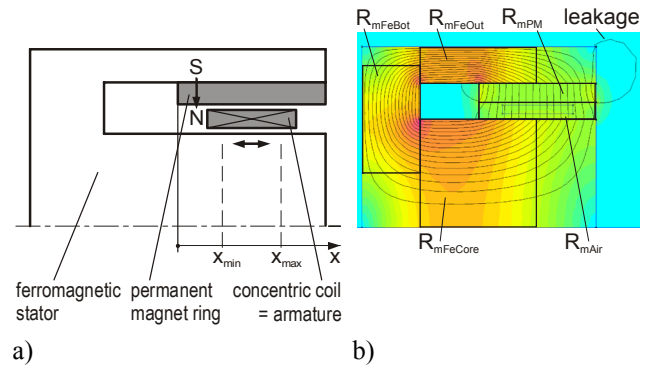 S
N
x_min
x_max
x
ferromagnetic
stator
permanent
magnet ring
concentric coil
= armature
a)
R_mFeBot
R_mFeOut
R_mPM
leakage
R_mFeCore
R_mAir
b)